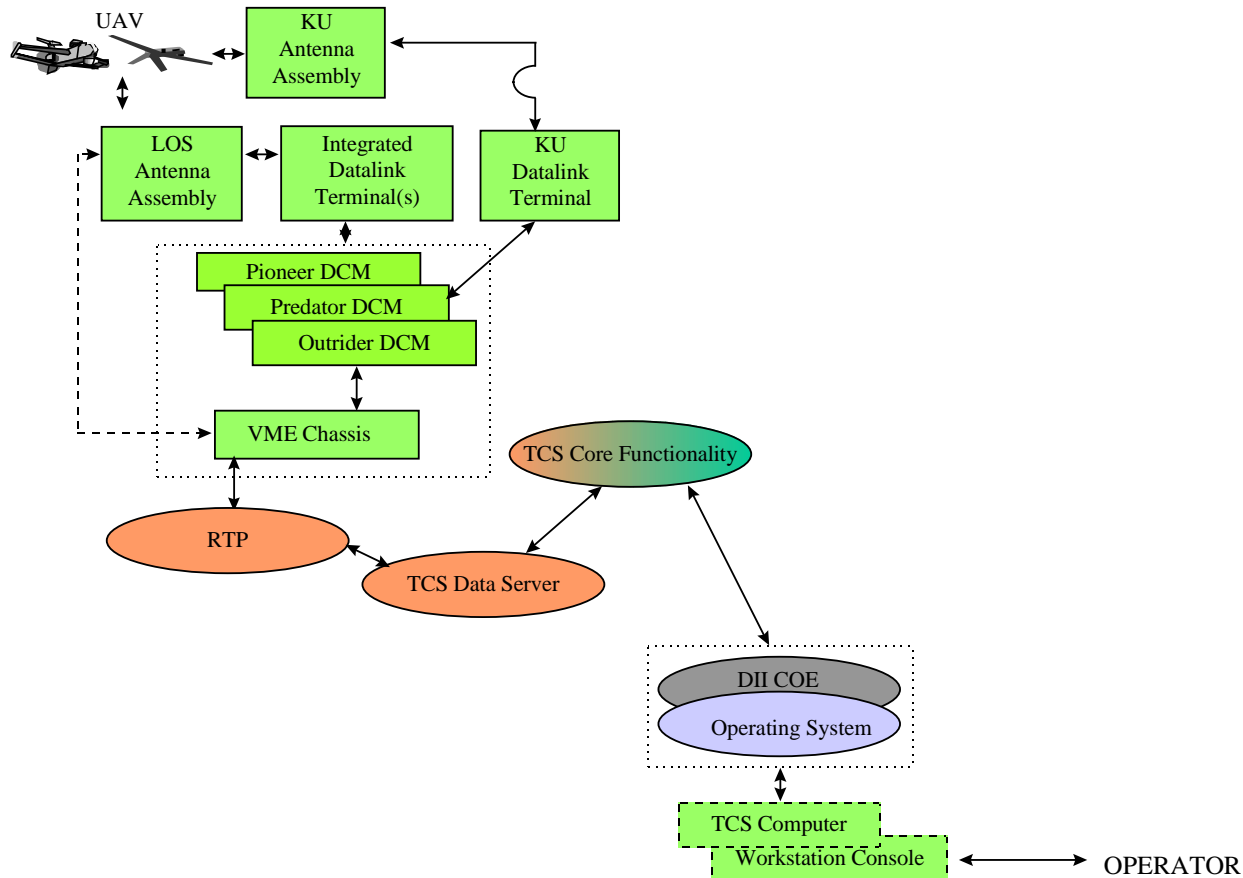 UAV
KU
Antenna
Assembly
LOS
Antenna
Assembly
Integrated
Datalink
Terminal(s)
KU
Datalink
Terminal
Pioneer DCM
Predator DCM
Outrider DCM
VME Chassis
TCS Core Functionality
RTP
TCS Data Server
DII COE
Operating System
TCS Computer
Workstation Console
OPERATOR